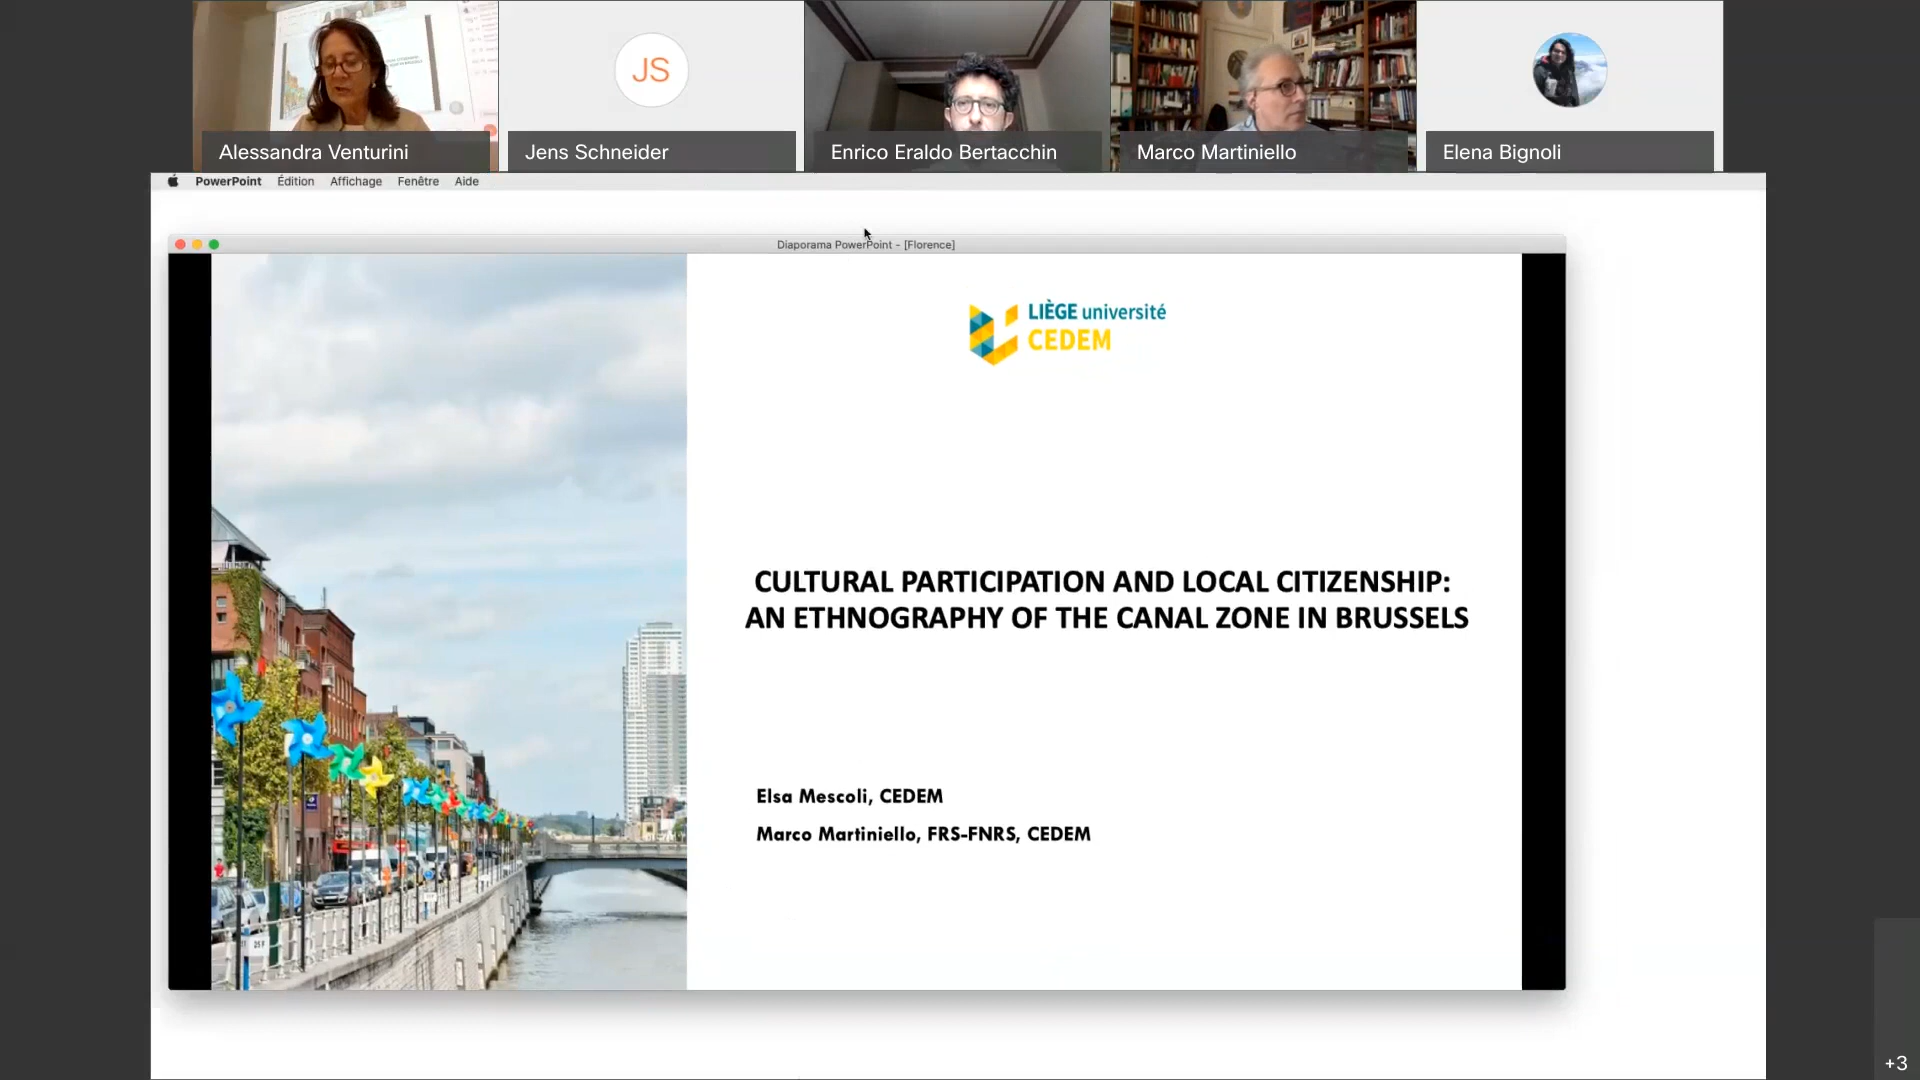 Alessandra Venturini
JS
Jens Schneider
Enrico Eraldo Bertacchin
Marco Martiniello
Elena Bignoli
PowerPoint Édition Affichage Fenêtre Aide
Diaporama PowerPoint - [Florence]
LIÈGE université
CEDEM
CULTURAL PARTICIPATION AND LOCAL CITIZENSHIP:
AN ETHNOGRAPHY OF THE CANAL ZONE IN BRUSSELS
Elsa Mescoli, CEDEM
Marco Martiniello, FRS-FNRS, CEDEM
+3